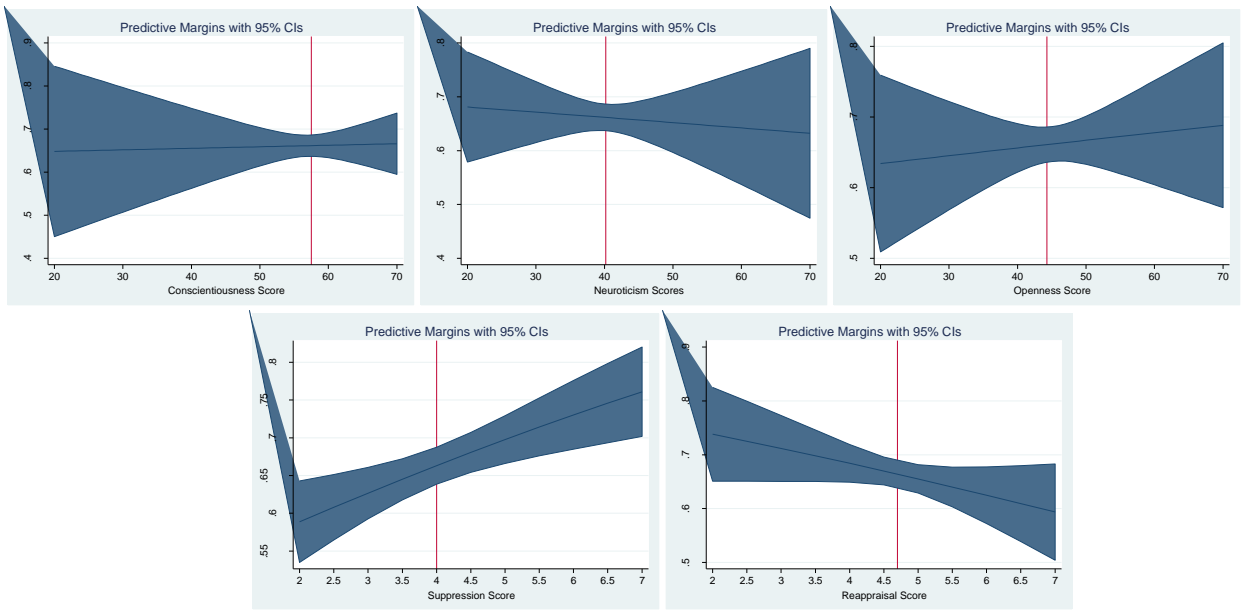 Predictive Margins with 95% CIs
.9
.8
.7
.6
.5
.4
20 30 40 50 60 70
Conscientiousness Score
Predictive Margins with 95% CIs
.8
.7
.6
.5
.4
20 30 40 50 60 70
Neuroticism Scores
Predictive Margins with 95% CIs
.8
.7
.6
.5
20 30 40 50 60 70
Openness Score
Predictive Margins with 95% CIs
.8
.75
.7
.65
.6
.55
2 2.5 3 3.5 4 4.5 5 5.5 6 6.5 7
Suppression Score
Predictive Margins with 95% CIs
.9
.8
.7
.6
.5
2 2.5 3 3.5 4 4.5 5 5.5 6 6.5 7
Reappraisal Score